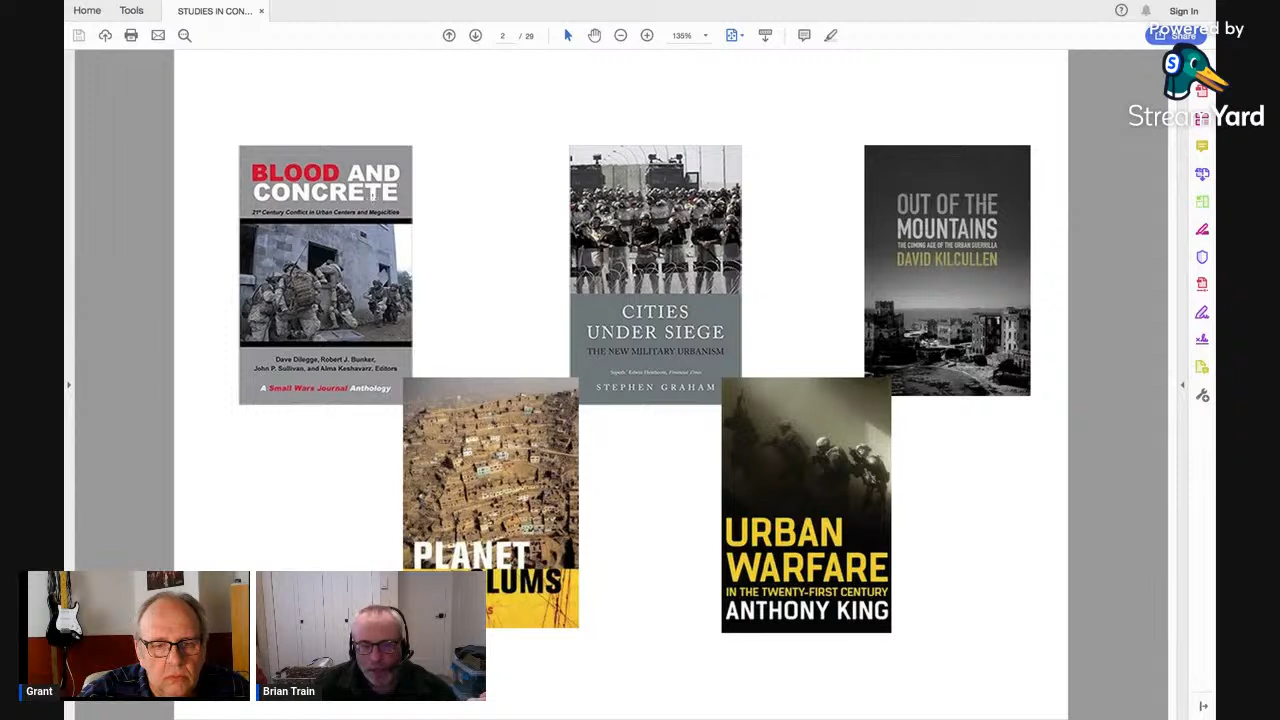 Home
Tools
STUDIES IN CON...
×
Sign In
2 / 29
135%
Share
Powered by
S
StreamYard
BLOOD AND
CONCRETE
21st Century Conflict in Urban Centers and Megacities
Dave Dilegge, Robert J. Bunker,
John P. Sullivan, and Alma Keshavarz, Editors
A Small Wars Journal Anthology
CITIES
UNDER SIEGE
THE NEW MILITARY URBANISM
STEPHEN GRAHAM
OUT OF THE
MOUNTAINS
THE COMING AGE OF THE URBAN GUERRILLA
DAVID KILCULLEN
PLANET
LUMS
URBAN
WARFARE
IN THE TWENTY-FIRST CENTURY
ANTHONY KING
Grant
Brian Train